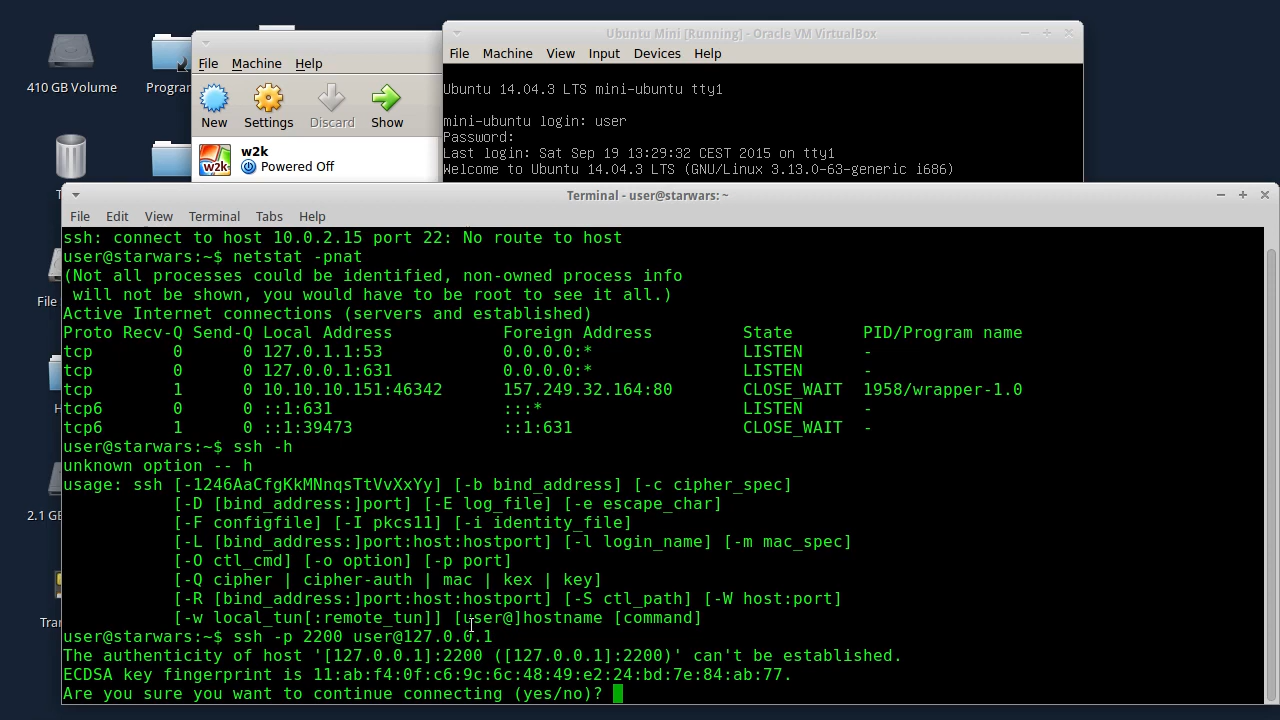 410 GB Volume
File Machine Help
New Settings Discard Show
w2k
w2k
Powered Off
Ubuntu Mini [Running] - Oracle VM VirtualBox
File Machine View Input Devices Help
Ubuntu 14.04.3 LTS mini-ubuntu tty1
mini-ubuntu login: user
Password:
Last login: Sat Sep 19 13:29:32 CEST 2015 on tty1
Welcome to Ubuntu 14.04.3 LTS (GNU/Linux 3.13.0-63-generic i686)
Terminal - user@starwars: ~
File Edit View Terminal Tabs Help
ssh: connect to host 10.0.2.15 port 22: No route to host
user@starwars:~$ netstat -pnat
(Not all processes could be identified, non-owned process info
will not be shown, you would have to be root to see it all.)
Active Internet connections (servers and established)
Proto Recv-Q Send-Q Local Address Foreign Address State PID/Program name
tcp 0 0 127.0.1.1:53 0.0.0.0:* LISTEN -
tcp 0 0 127.0.0.1:631 0.0.0.0:* LISTEN -
tcp 1 0 10.10.10.151:46342 157.249.32.164:80 CLOSE_WAIT 1958/wrapper-1.0
tcp6 0 0 ::1:631 :::* LISTEN -
tcp6 1 0 ::1:39473 ::1:631 CLOSE_WAIT -
user@starwars:~$ ssh -h
unknown option -- h
usage: ssh [-1246AaCfgKkMNnqsTtVvXxYy] [-b bind_address] [-c cipher_spec]
[-D [bind_address:]port] [-E log_file] [-e escape_char]
[-F configfile] [-I pkcs11] [-i identity_file]
[-L [bind_address:]port:host:hostport] [-l login_name] [-m mac_spec]
[-O ctl_cmd] [-o option] [-p port]
[-Q cipher | cipher-auth | mac | kex | key]
[-R [bind_address:]port:host:hostport] [-S ctl_path] [-W host:port]
[-w local_tun[:remote_tun]] [user@]hostname [command]
user@starwars:~$ ssh -p 2200 user@127.0.0.1
The authenticity of host '[127.0.0.1]:2200 ([127.0.0.1]:2200)' can't be established.
ECDSA key fingerprint is 11:ab:f4:0f:c6:9c:6c:48:49:e2:24:bd:7e:84:ab:77.
Are you sure you want to continue connecting (yes/no)?
File
2.1 GB